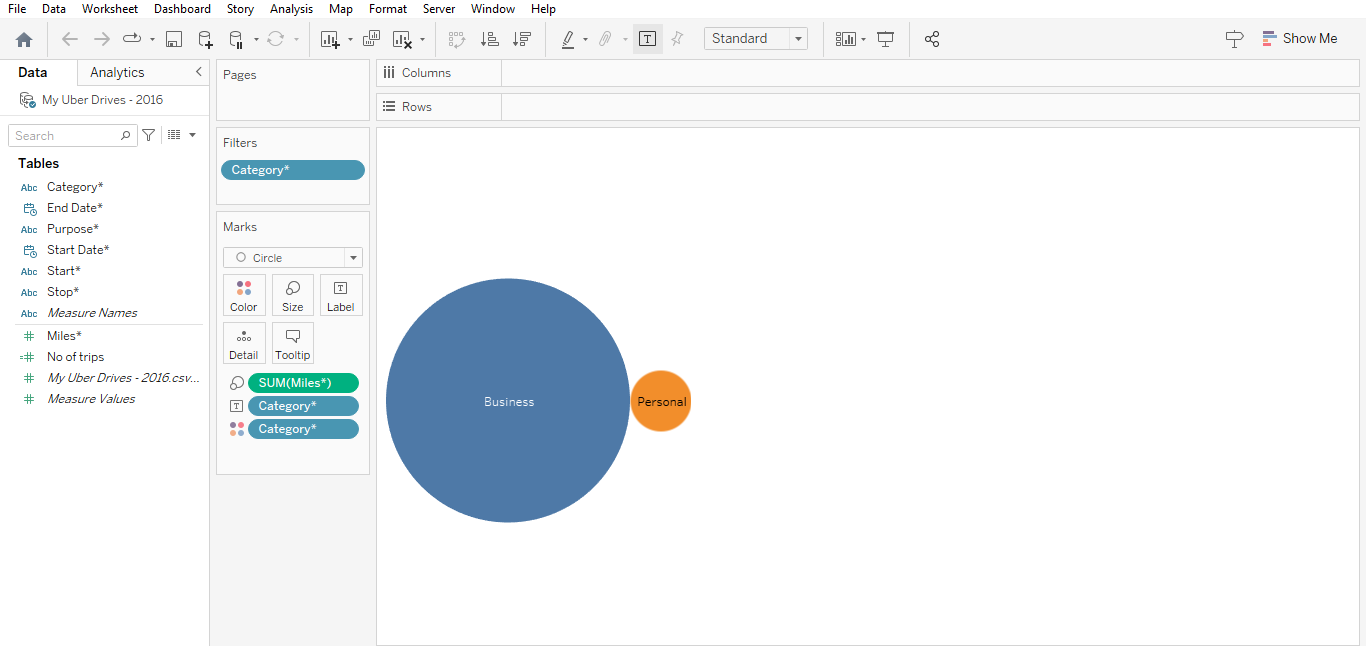 File Data Worksheet Dashboard Story Analysis Map Format Server Window Help
Standard
Show Me
Data Analytics
My Uber Drives - 2016
Search
Tables
Abc Category*
End Date*
Abc Purpose*
Start Date*
Abc Start*
Abc Stop*
Abc Measure Names
# Miles*
=# No of trips
# My Uber Drives - 2016.csv...
# Measure Values
Pages
Filters
Category*
Marks
Circle
Color Size T Label
Detail Tooltip
SUM(Miles*)
T Category*
Category*
Columns
Rows
Business
Personal